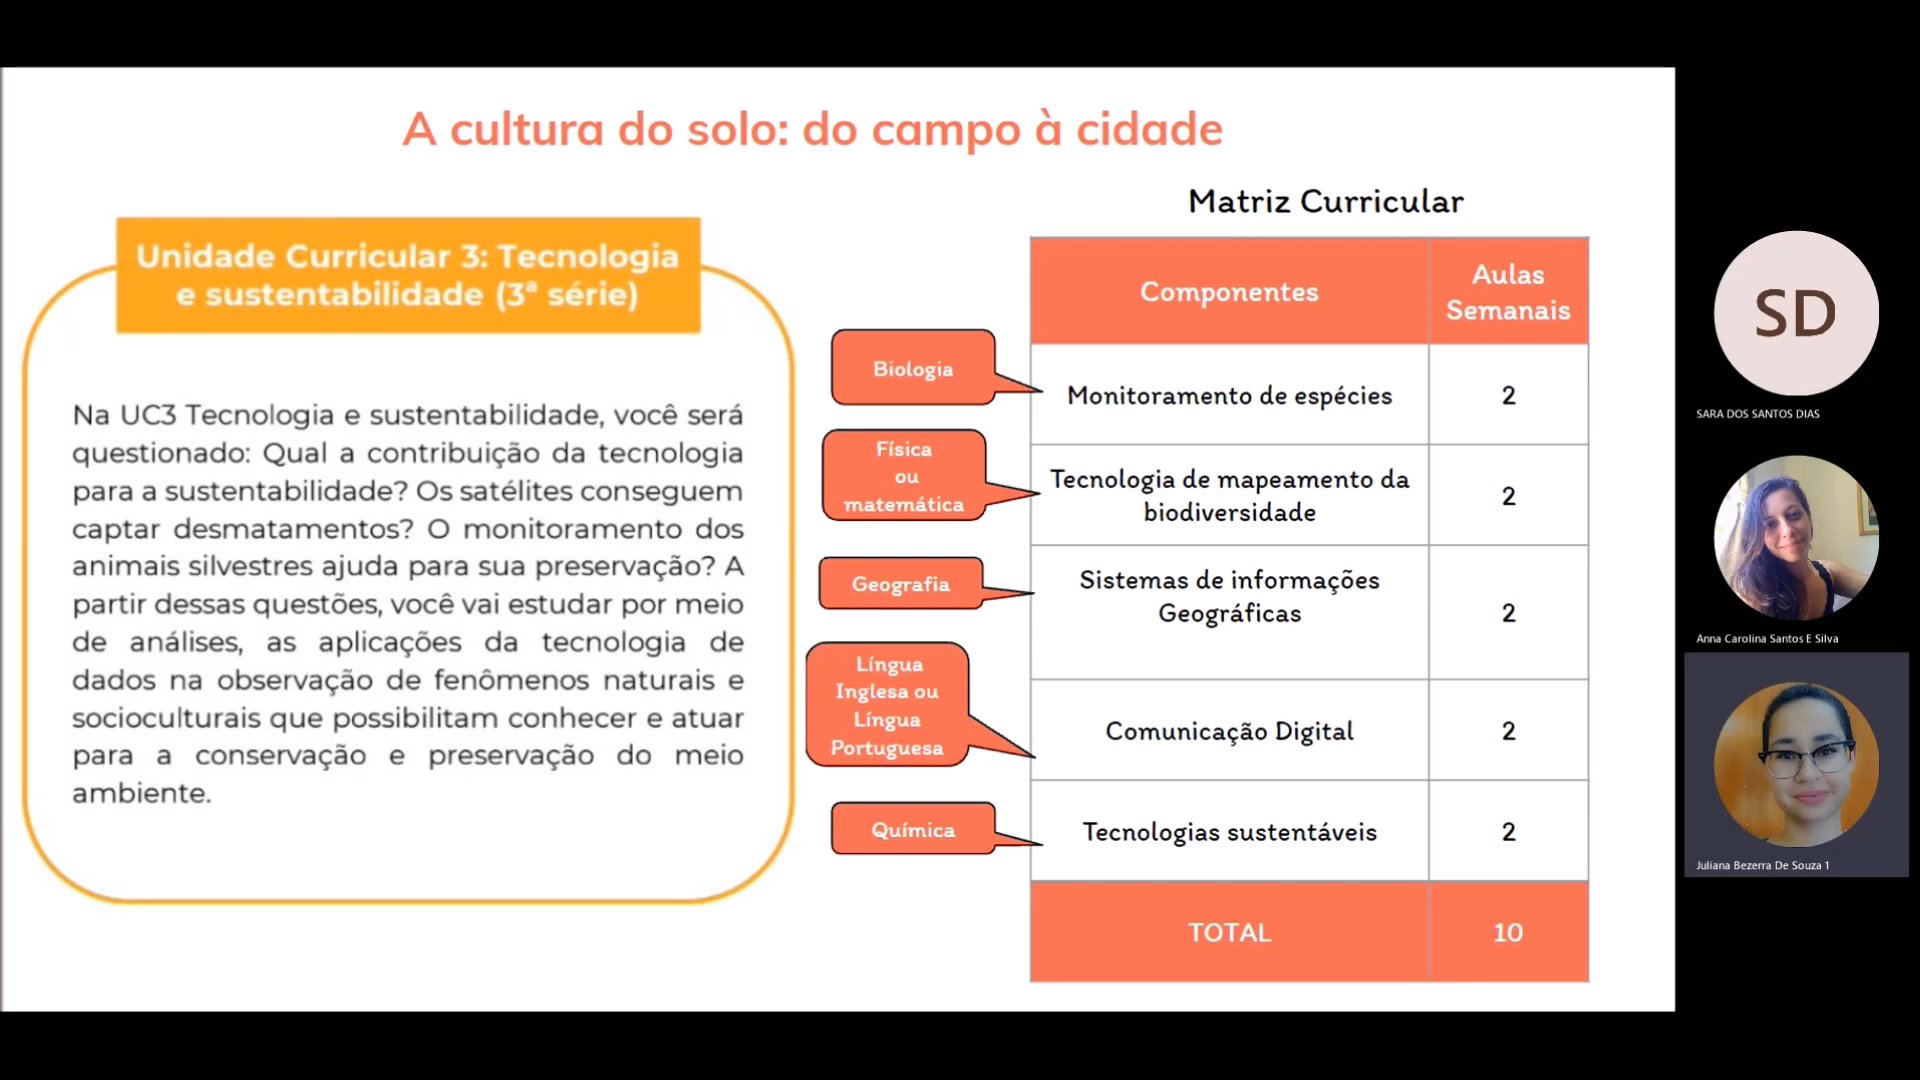 A cultura do solo: do campo à cidade
Unidade Curricular 3: Tecnologia
e sustentabilidade (3ª série)
Na UC3 Tecnologia e sustentabilidade, você será
questionado: Qual a contribuição da tecnologia
para a sustentabilidade? Os satélites conseguem
captar desmatamentos? O monitoramento dos
animais silvestres ajuda para sua preservação? A
partir dessas questões, você vai estudar por meio
de análises, as aplicações da tecnologia de
dados na observação de fenômenos naturais e
socioculturais que possibilitam conhecer e atuar
para a conservação e preservação do meio
ambiente.
Matriz Curricular
Componentes
Aulas
Semanais
Biologia
Monitoramento de espécies
2
Física
ou
matemática
Tecnologia de mapeamento da
biodiversidade
2
Geografia
Sistemas de informações
Geográficas
2
Língua
Inglesa ou
Língua
Portuguesa
Comunicação Digital
2
Química
Tecnologias sustentáveis
2
TOTAL
10
SD
SARA DOS SANTOS DIAS
Anna Carolina Santos E Silva
Juliana Bezerra De Souza 1